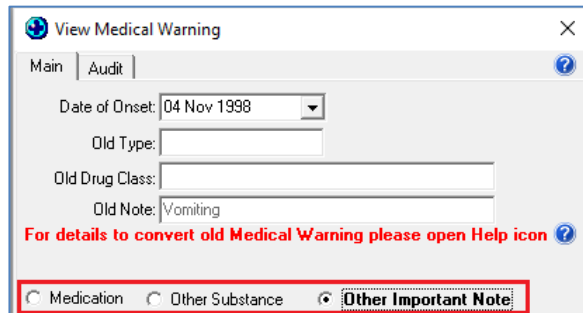 View Medical Warning
Main Audit
Date of Onset: 04 Nov 1998
Old Type:
Old Drug Class:
Old Note: Vomiting
For details to convert old Medical Warning please open Help icon
Medication Other Substance Other Important Note